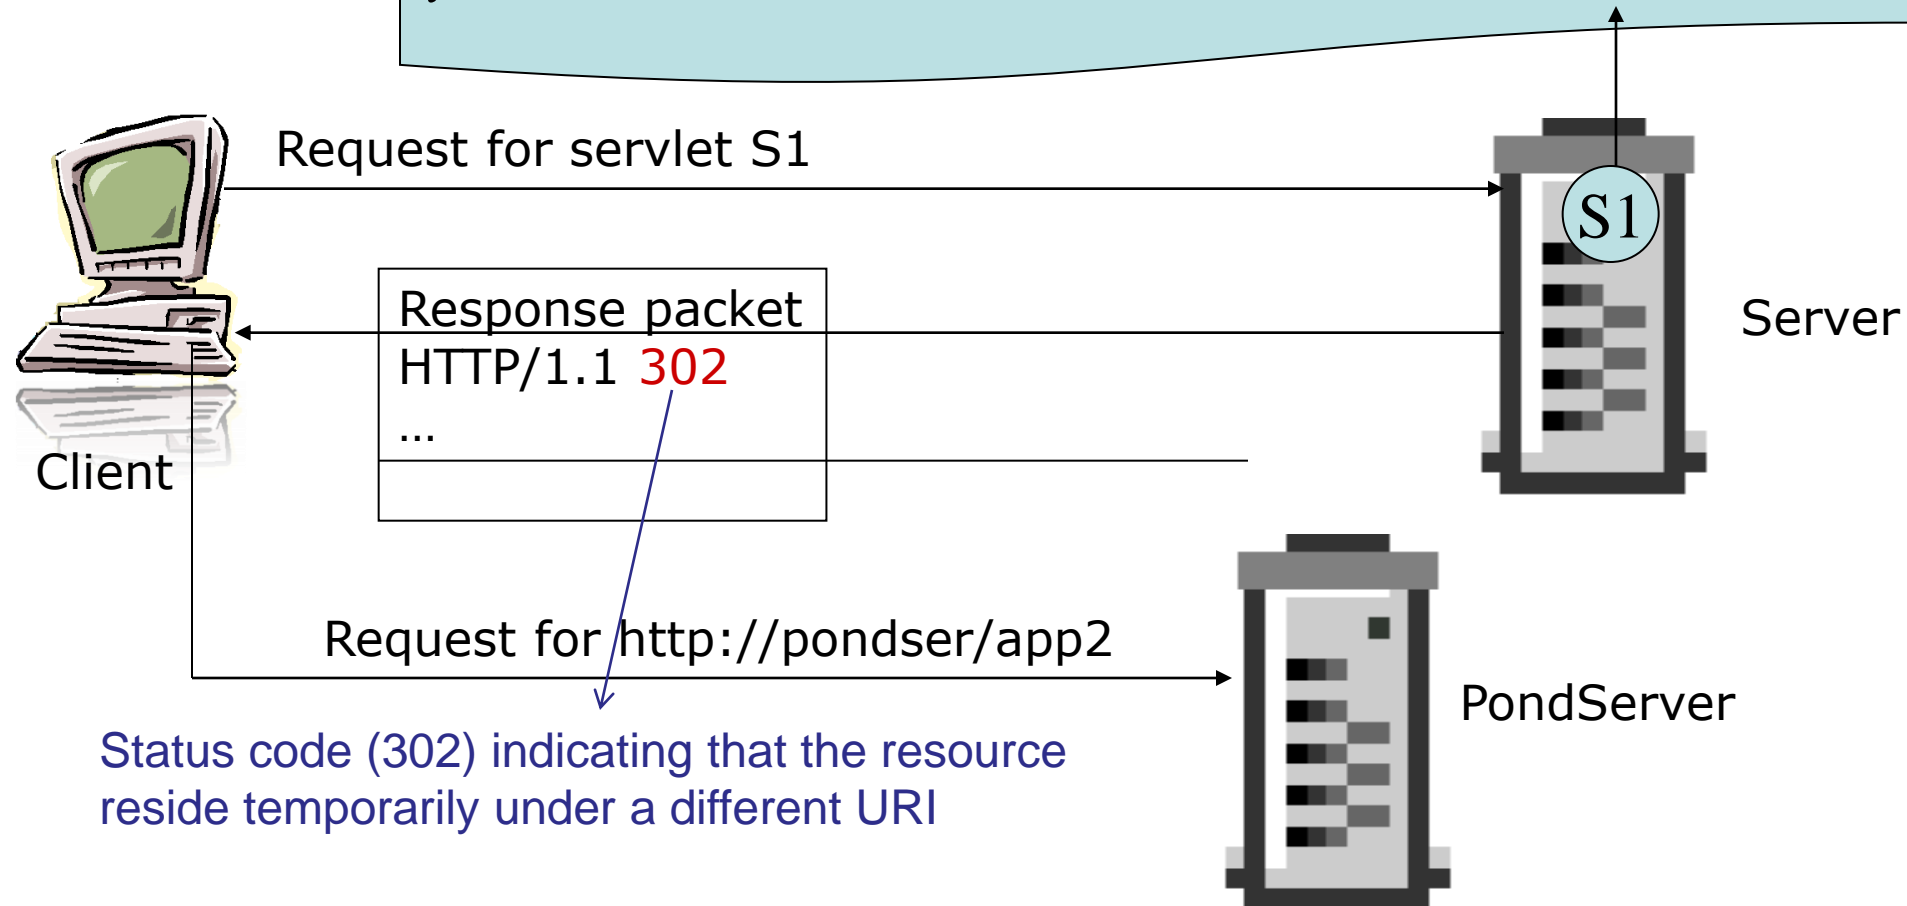 Request for servlet S1
S1
Response packet
HTTP/1.1 302
...
Server
Client
Request for http://pondser/app2
PondServer
Status code (302) indicating that the resource
reside temporarily under a different URI